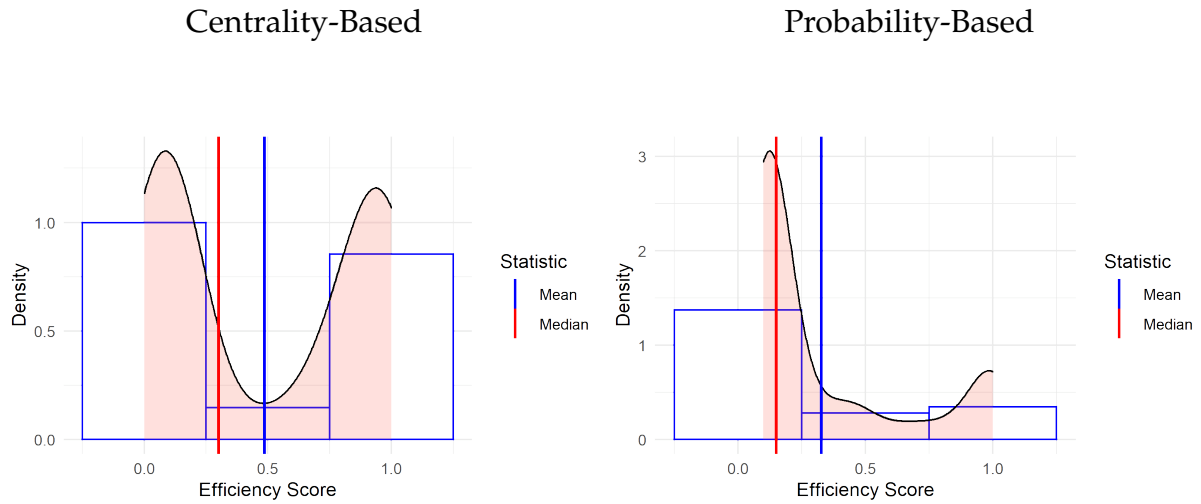 Centrality-Based
Probability-Based
1.0
0.5
0.0
Density
0.0
0.5
1.0
Efficiency Score
Statistic
Mean
Median
3
2
1
0
Density
0.0
0.5
1.0
Efficiency Score
Statistic
Mean
Median